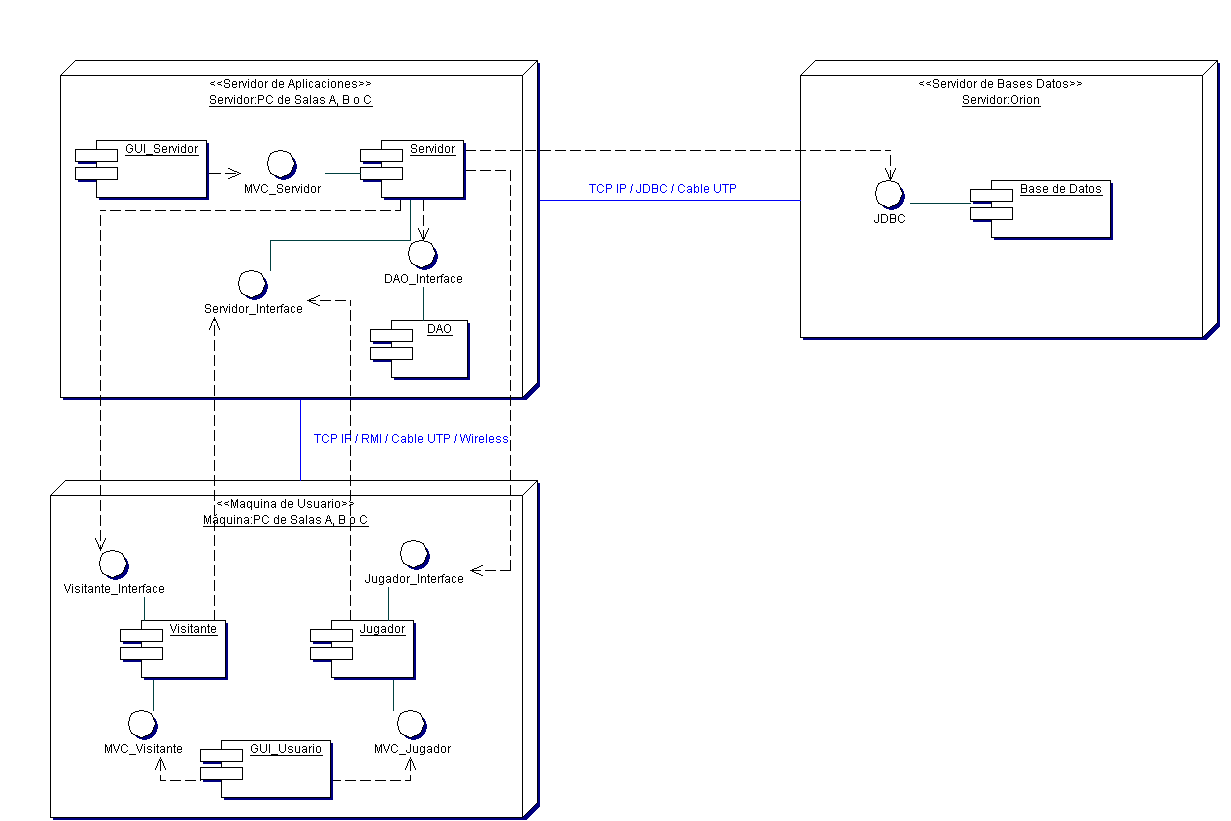 <<Servidor de Aplicaciones>>
Servidor:PC de Salas A, B o C
GUI_Servidor
MVC_Servidor
Servidor
DAO_Interface
Servidor_Interface
DAO
<<Servidor de Bases Datos>>
Servidor:Orion
TCP IP / JDBC / Cable UTP
JDBC
Base de Datos
TCP IP / RMI / Cable UTP / Wireless
<<Maquina de Usuario>>
Máquina:PC de Salas A, B o C
Visitante_Interface
Jugador_Interface
Visitante
Jugador
MVC_Visitante
GUI_Usuario
MVC_Jugador